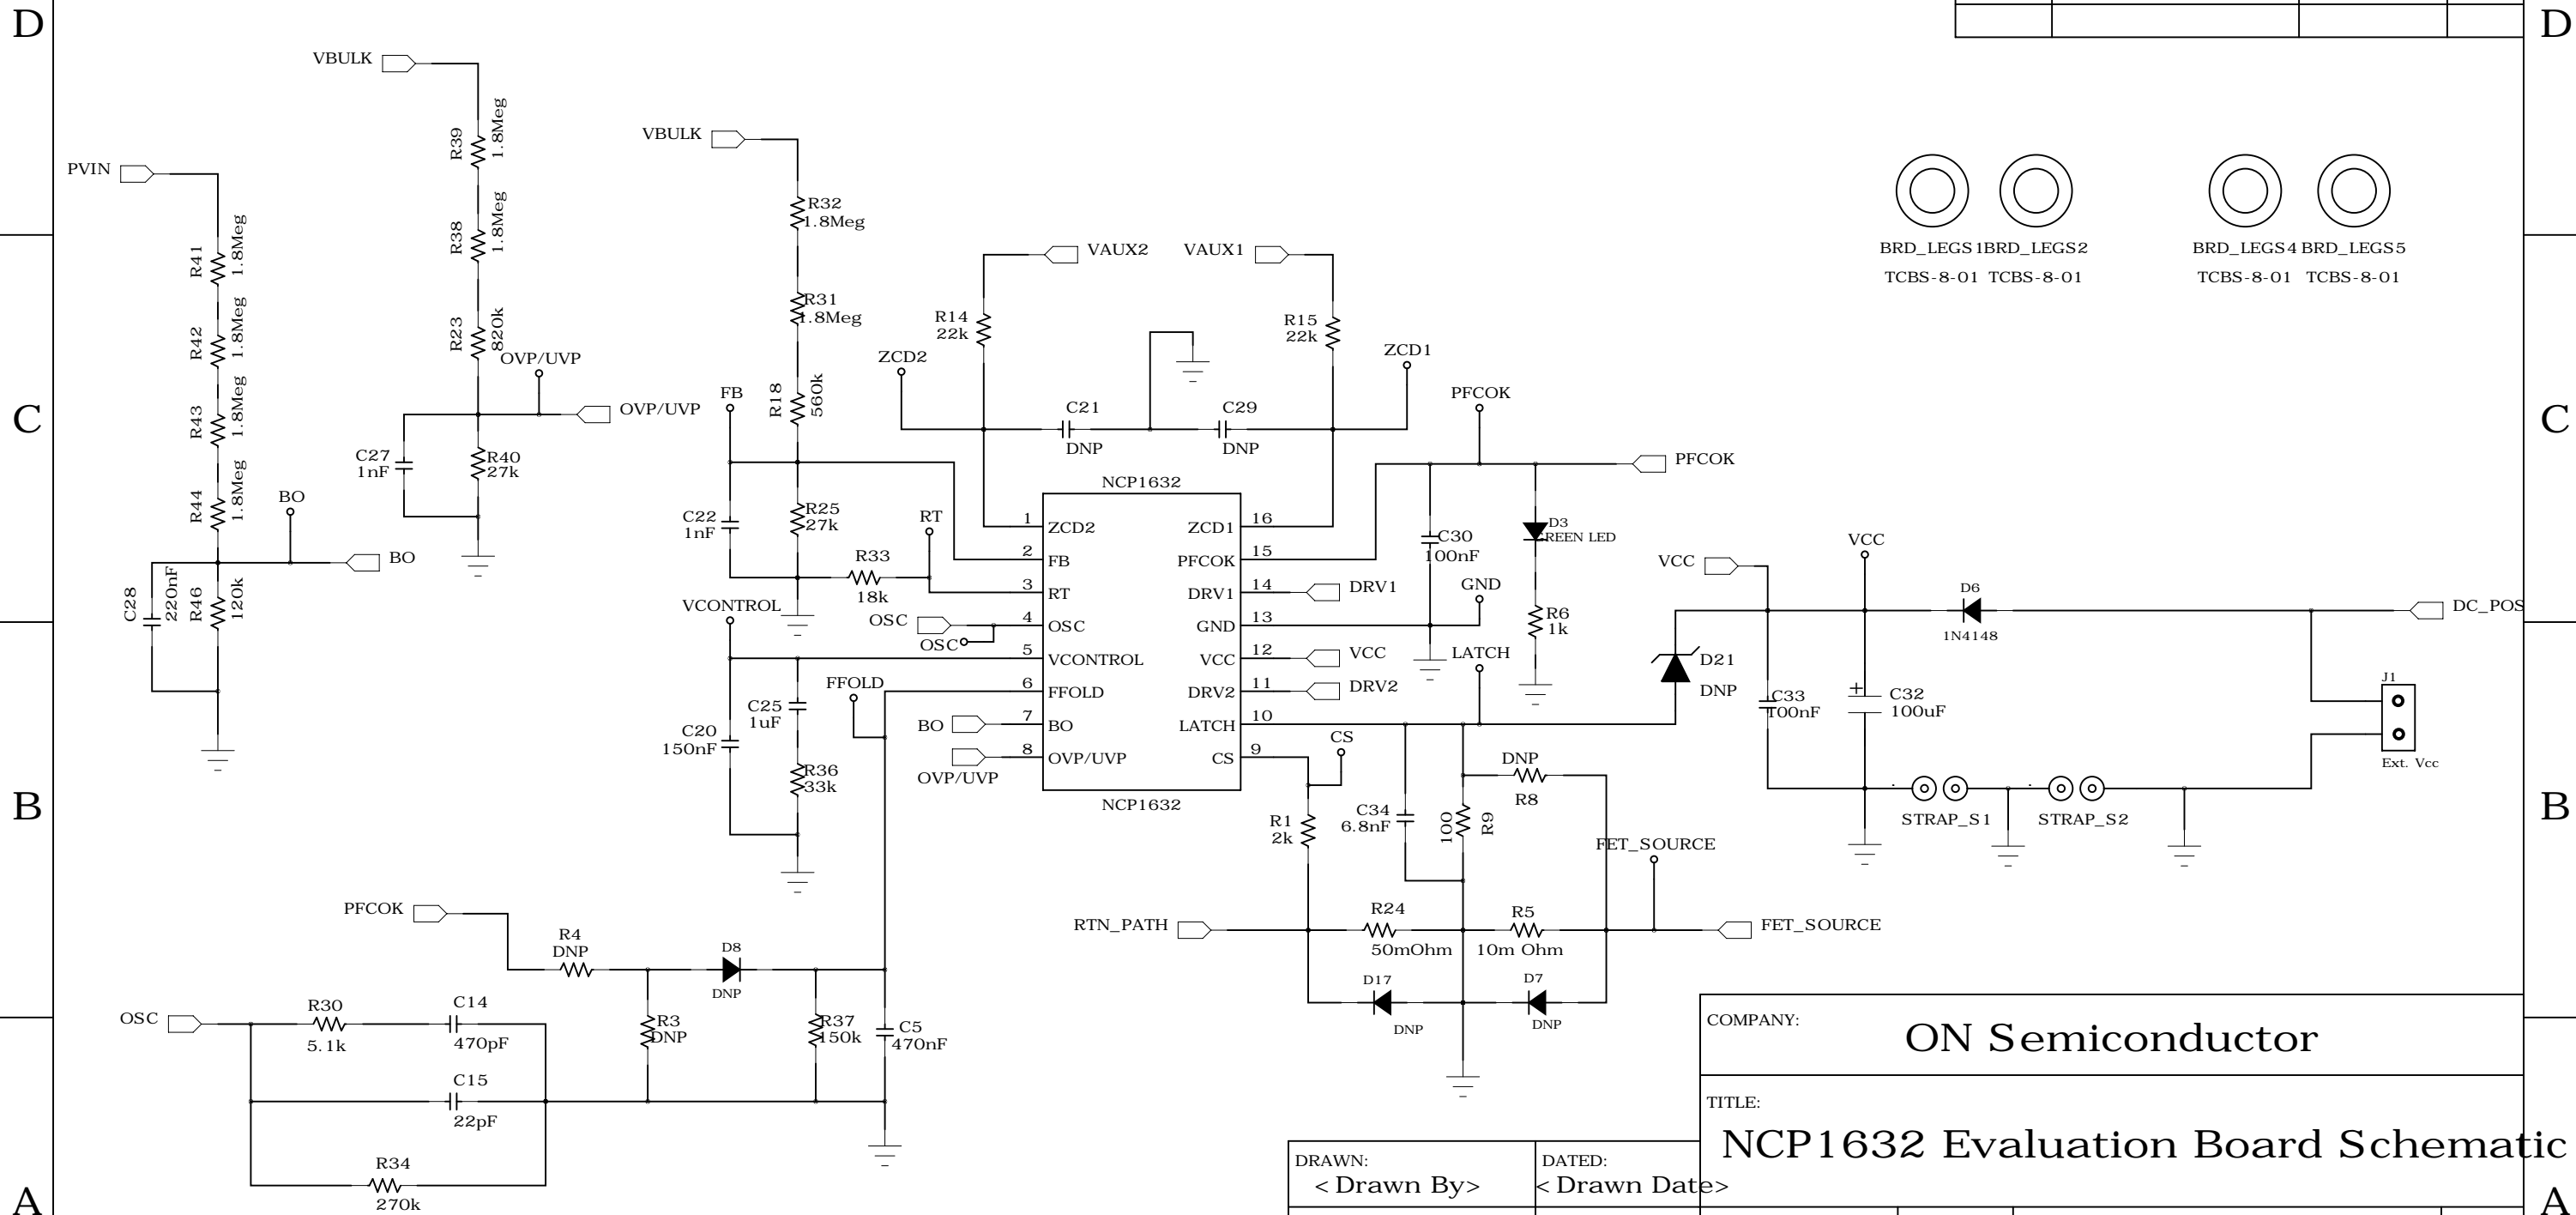 D
D
VBULK
R39
1.8Meg
R38
1.8Meg
R23
820k
OVP/UVP
OVP/UVP
C27
1nF
R40
27k
PVIN
R41
1.8Meg
R42
1.8Meg
R43
1.8Meg
R44
1.8Meg
BO
BO
C28
220nF
R46
120k
VBULK
R32
1.8Meg
R31
1.8Meg
R18
560k
FB
C22
1nF
R25
27k
R33
18k
RT
VCONTROL
OSC
OSC
C20
150nF
C25
1uF
R36
33k
FFOLD
BO
OVP/UVP
VAUX2
VAUX1
R14
22k
R15
22k
ZCD2
ZCD1
C21
DNP
C29
DNP
NCP1632
1 ZCD2
2 FB
3 RT
4 OSC
5 VCONTROL
6 FFOLD
7 BO
8 OVP/UVP
ZCD1 16
PFCOK 15
DRV1 14
GND 13
VCC 12
DRV2 11
LATCH 10
CS 9
NCP1632
PFCOK
PFCOK
C30
100nF
D3
GREEN LED
R6
1k
DRV1
GND
VCC
DRV2
LATCH
CS
R1
2k
C34
6.8nF
100
R9
DNP
R8
FET_SOURCE
FET_SOURCE
RTN_PATH
R24
50mOhm
R5
10m Ohm
D17
DNP
D7
DNP
D21
DNP
VCC
VCC
C33
100nF
C32
100uF
D6
1N4148
DC_POS
J1
Ext. Vcc
STRAP_S1
STRAP_S2
BRD_LEGS1
BRD_LEGS2
BRD_LEGS4
BRD_LEGS5
TCBS-8-01
TCBS-8-01
TCBS-8-01
TCBS-8-01
C
C
B
B
PFCOK
R4
DNP
D8
DNP
R3
DNP
R37
150k
C5
470nF
OSC
R30
5.1k
C14
470pF
C15
22pF
R34
270k
COMPANY:
ON Semiconductor
TITLE:
NCP1632 Evaluation Board Schematic
DRAWN:
<Drawn By>
DATED:
<Drawn Date>
A
A